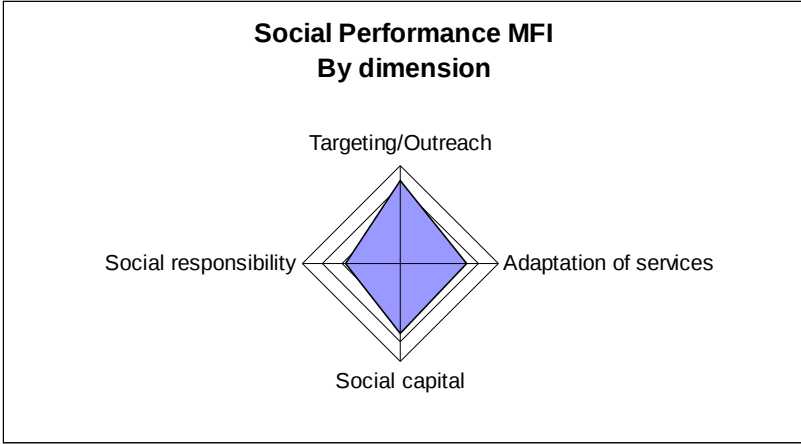 Social Performance MFI
By dimension
Targeting/Outreach
Social responsibility
Adaptation of services
Social capital